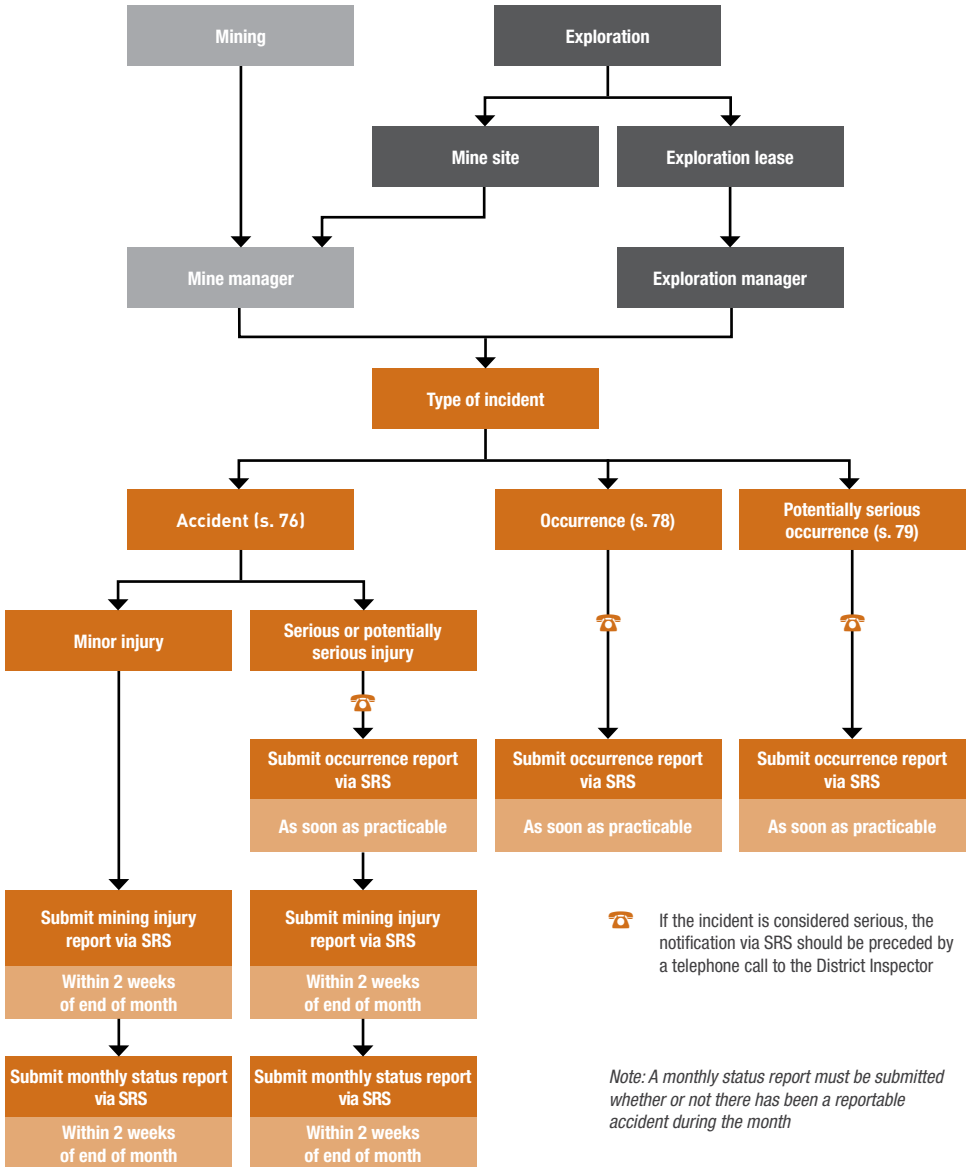 Mining
Exploration
Mine site
Exploration lease
Mine manager
Exploration manager
Type of incident
Accident (s. 76)
Occurrence (s. 78)
Potentially serious
occurrence (s. 79)
Minor injury
Serious or potentially
serious injury
Submit occurrence report
via SRS
As soon as practicable
Submit occurrence report
via SRS
As soon as practicable
Submit occurrence report
via SRS
As soon as practicable
Submit mining injury
report via SRS
Within 2 weeks
of end of month
Submit mining injury
report via SRS
Within 2 weeks
of end of month
If the incident is considered serious, the
notification via SRS should be preceded by
a telephone call to the District Inspector
Submit monthly status report
via SRS
Within 2 weeks
of end of month
Submit monthly status report
via SRS
Within 2 weeks
of end of month
Note: A monthly status report must be submitted
whether or not there has been a reportable
accident during the month